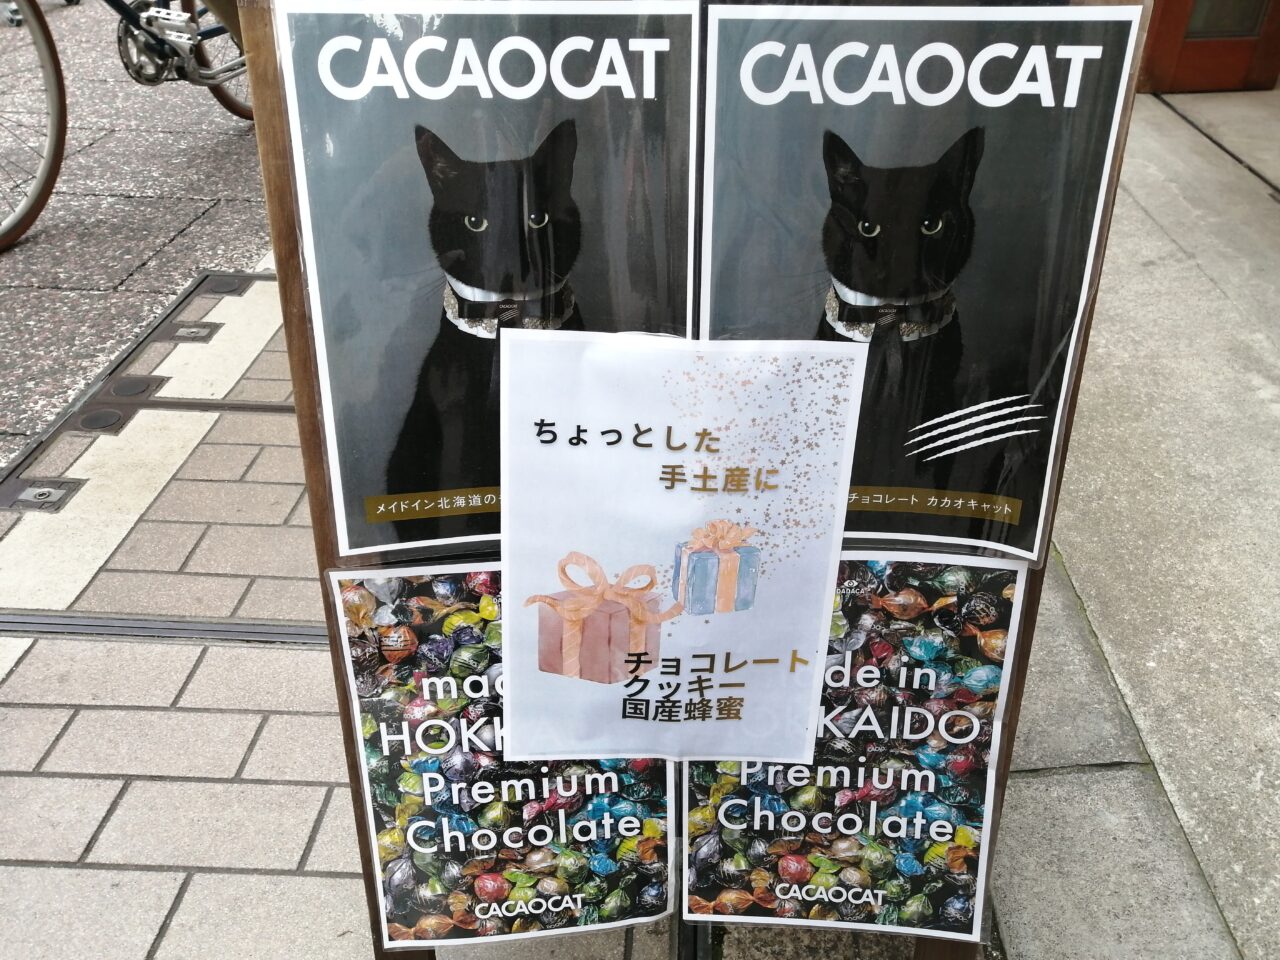 CACAOCAT
CACAOCAT
CACAOCAT
CACAOCAT
ちょっとした
手土産に
メイドイン北海道の
チョコレート カカオキャット
チョコレート
クッキー
国産蜂蜜
DADACA
mad
HOKK
Premium
Chocolate
CACAOCAT
de in
KAIDO
Premium
Chocolate
CACAOCAT